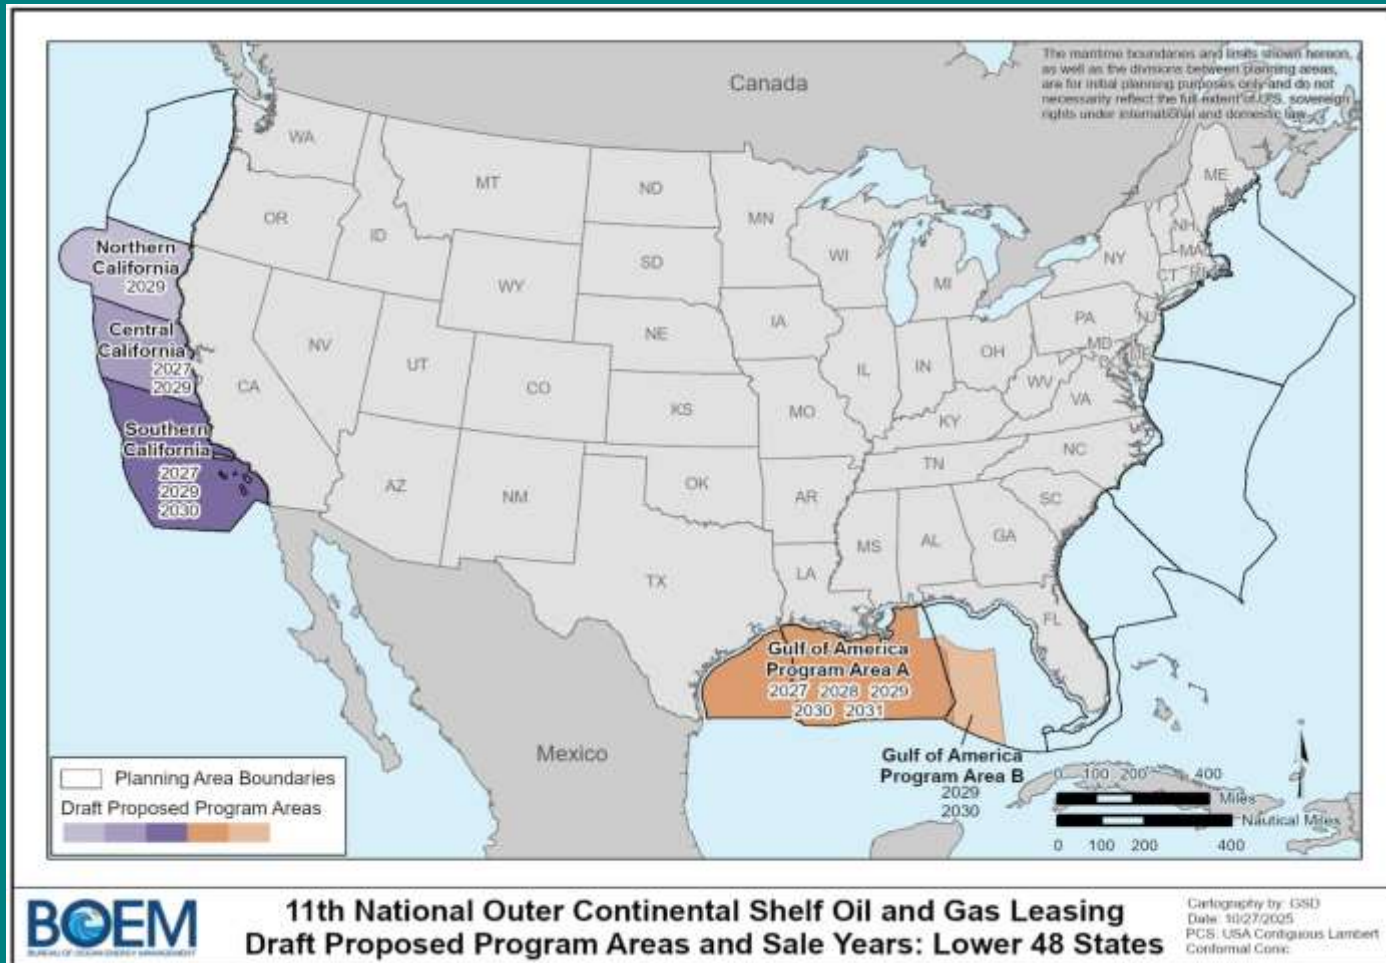 The maritime boundaries and limits shown hereon,
as well as the divisions between planning areas,
are for initial planning purposes only and do not
necessarily reflect the full extent of U.S. sovereign
rights under international and domestic law.
Canada
WA
MT
ND
MN
ME
OR
ID
WY
SD
WI
MI
NY
NH
MA
CT
RI
Northern
California
2029
Central
California
2027
2029
Southern
California
2027
2029
2030
NV
UT
CA
CO
NE
IA
IL
IN
OH
PA
NJ
MD
DE
WV
VA
KS
MO
KY
AZ
NM
OK
AR
TN
NC
SC
TX
LA
MS
AL
GA
FL
Gulf of America
Program Area A
2027 2028 2029
2030 2031
Mexico
Gulf of America
Program Area B
2029
2030
Planning Area Boundaries
Draft Proposed Program Areas
0 100 200 400
Miles
Nautical Miles
0 100 200 400
BOEM
BUREAU OF OCEAN ENERGY MANAGEMENT
11th National Outer Continental Shelf Oil and Gas Leasing
Draft Proposed Program Areas and Sale Years: Lower 48 States
Cartography by: GSD
Date: 10/27/2025
PCS: USA Contiguous Lambert
Conformal Conic